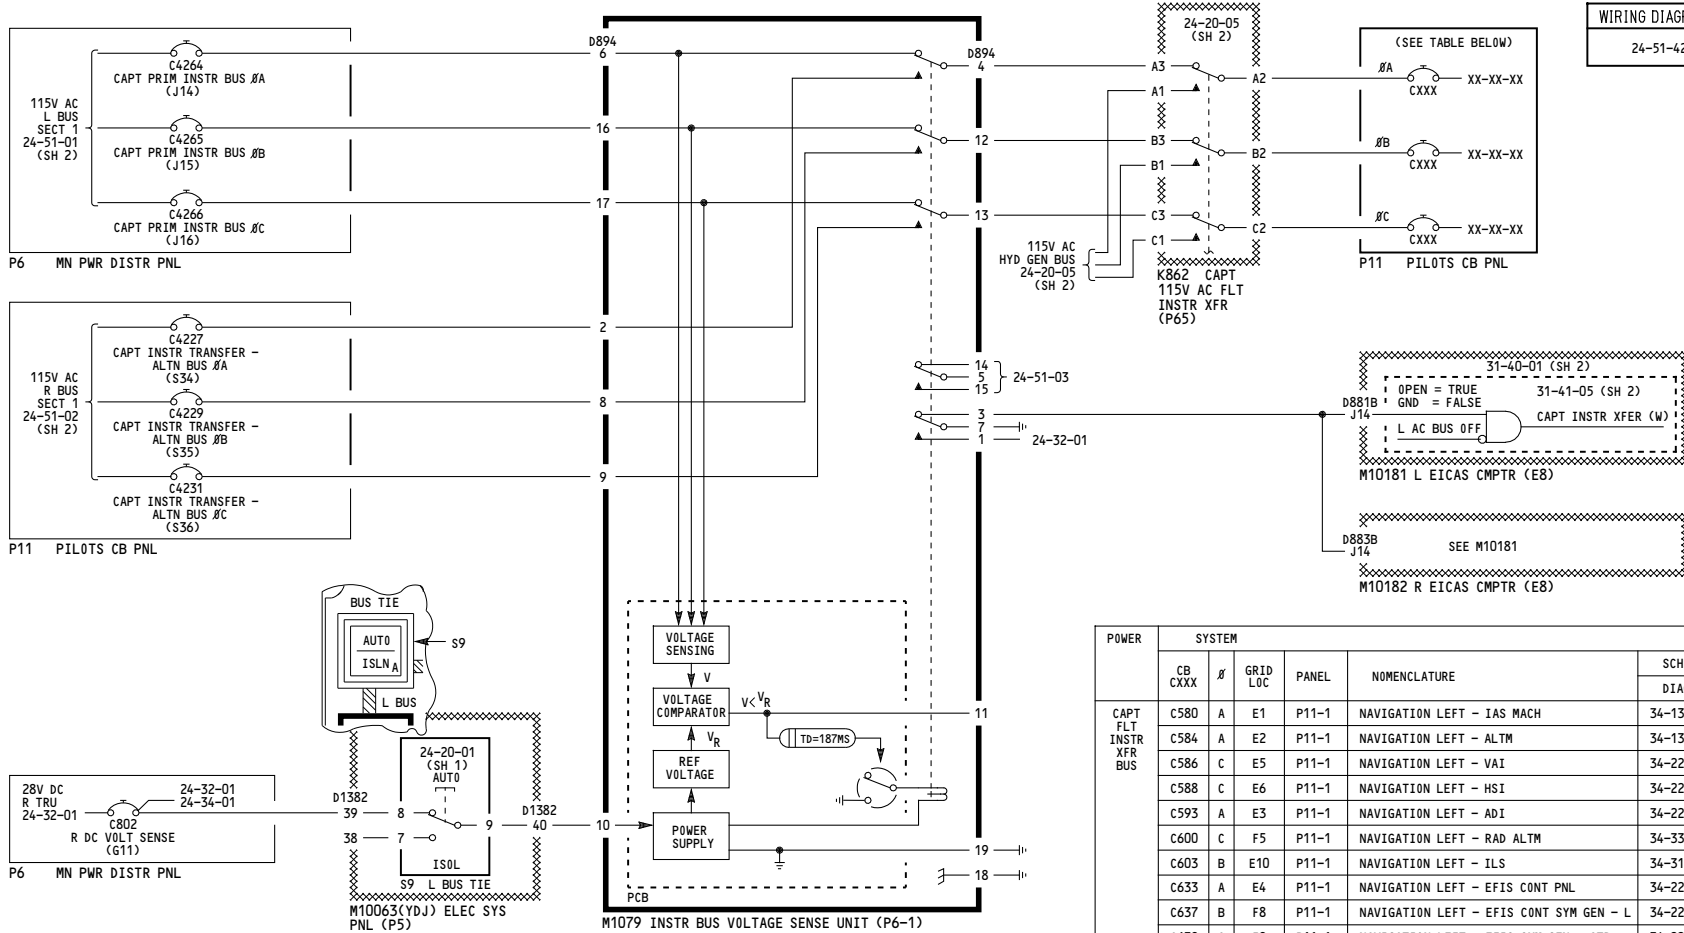 115V AC
L BUS
SECT 1
24-51-01
(SH 2)
C4264
CAPT PRIM INSTR BUS ØA
(J14)
C4265
CAPT PRIM INSTR BUS ØB
(J15)
C4266
CAPT PRIM INSTR BUS ØC
(J16)
P6 MN PWR DISTR PNL
115V AC
R BUS
SECT 1
24-51-02
(SH 2)
C4227
CAPT INSTR TRANSFER -
ALTN BUS ØA
(S34)
C4229
CAPT INSTR TRANSFER -
ALTN BUS ØB
(S35)
C4231
CAPT INSTR TRANSFER -
ALTN BUS ØC
(S36)
P11 PILOTS CB PNL
BUS TIE
AUTO
ISLN A
S9
L BUS
28V DC
R TRU
24-32-01
24-32-01
24-34-01
C802
R DC VOLT SENSE
(G11)
P6 MN PWR DISTR PNL
D1382
39
38
24-20-01
(SH 1)
AUTO
8
7
9
ISOL
S9 L BUS TIE
D1382
40
M10063(YDJ) ELEC SYS
PNL (P5)
D894
6
16
17
2
8
9
10
VOLTAGE
SENSING
V
VOLTAGE
COMPARATOR
V<VR
VR
REF
VOLTAGE
TD=187MS
POWER
SUPPLY
PCB
M1079 INSTR BUS VOLTAGE SENSE UNIT (P6-1)
D894
4
12
13
14
5
15
24-51-03
3
7
1
24-32-01
11
19
18
24-20-05
(SH 2)
A3
A1
A2
B3
B1
B2
C3
C1
C2
115V AC
HYD GEN BUS
24-20-05
(SH 2)
K862 CAPT
115V AC FLT
INSTR XFR
(P65)
(SEE TABLE BELOW)
ØA
CXXX
XX-XX-XX
ØB
CXXX
XX-XX-XX
ØC
CXXX
XX-XX-XX
P11 PILOTS CB PNL
WIRING DIAGR
24-51-42
31-40-01 (SH 2)
OPEN = TRUE
GND = FALSE
31-41-05 (SH 2)
D881B
J14
L AC BUS OFF
CAPT INSTR XFER (W)
M10181 L EICAS CMPTR (E8)
D883B
J14
SEE M10181
M10182 R EICAS CMPTR (E8)
POWER SYSTEM
CB CXXX Ø GRID LOC PANEL NOMENCLATURE SCH
DIA
CAPT
FLT
INSTR
XFR
BUS
C580 A E1 P11-1 NAVIGATION LEFT - IAS MACH 34-13
C584 A E2 P11-1 NAVIGATION LEFT - ALTM 34-13
C586 C E5 P11-1 NAVIGATION LEFT - VAI 34-22
C588 C E6 P11-1 NAVIGATION LEFT - HSI 34-22
C593 A E3 P11-1 NAVIGATION LEFT - ADI 34-22
C600 C F5 P11-1 NAVIGATION LEFT - RAD ALTM 34-33
C603 B E10 P11-1 NAVIGATION LEFT - ILS 34-31
C633 A E4 P11-1 NAVIGATION LEFT - EFIS CONT PNL 34-22
C637 B F8 P11-1 NAVIGATION LEFT - EFIS CONT SYM GEN - L 34-22